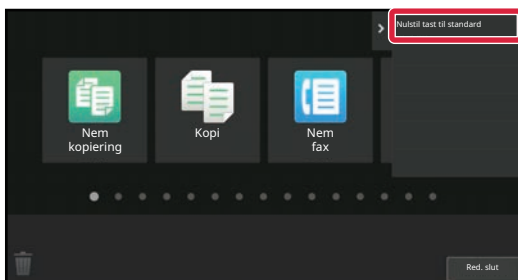 Nulstil tast til standard
Nem
kopiering
Kopi
Nem
fax
Red. slut